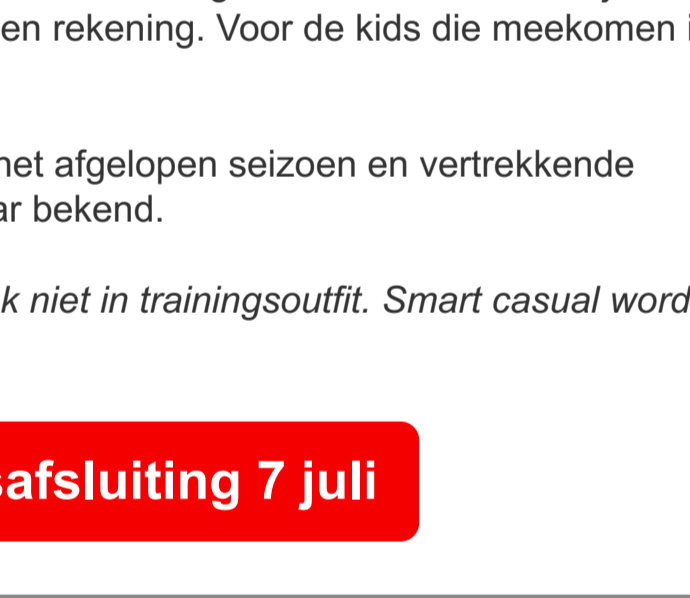 en rekening. Voor de kids die meekomen
het afgelopen seizoen en vertrekkende
ar bekend.
k niet in trainingsoutfit. Smart casual word
safsluiting 7 juli